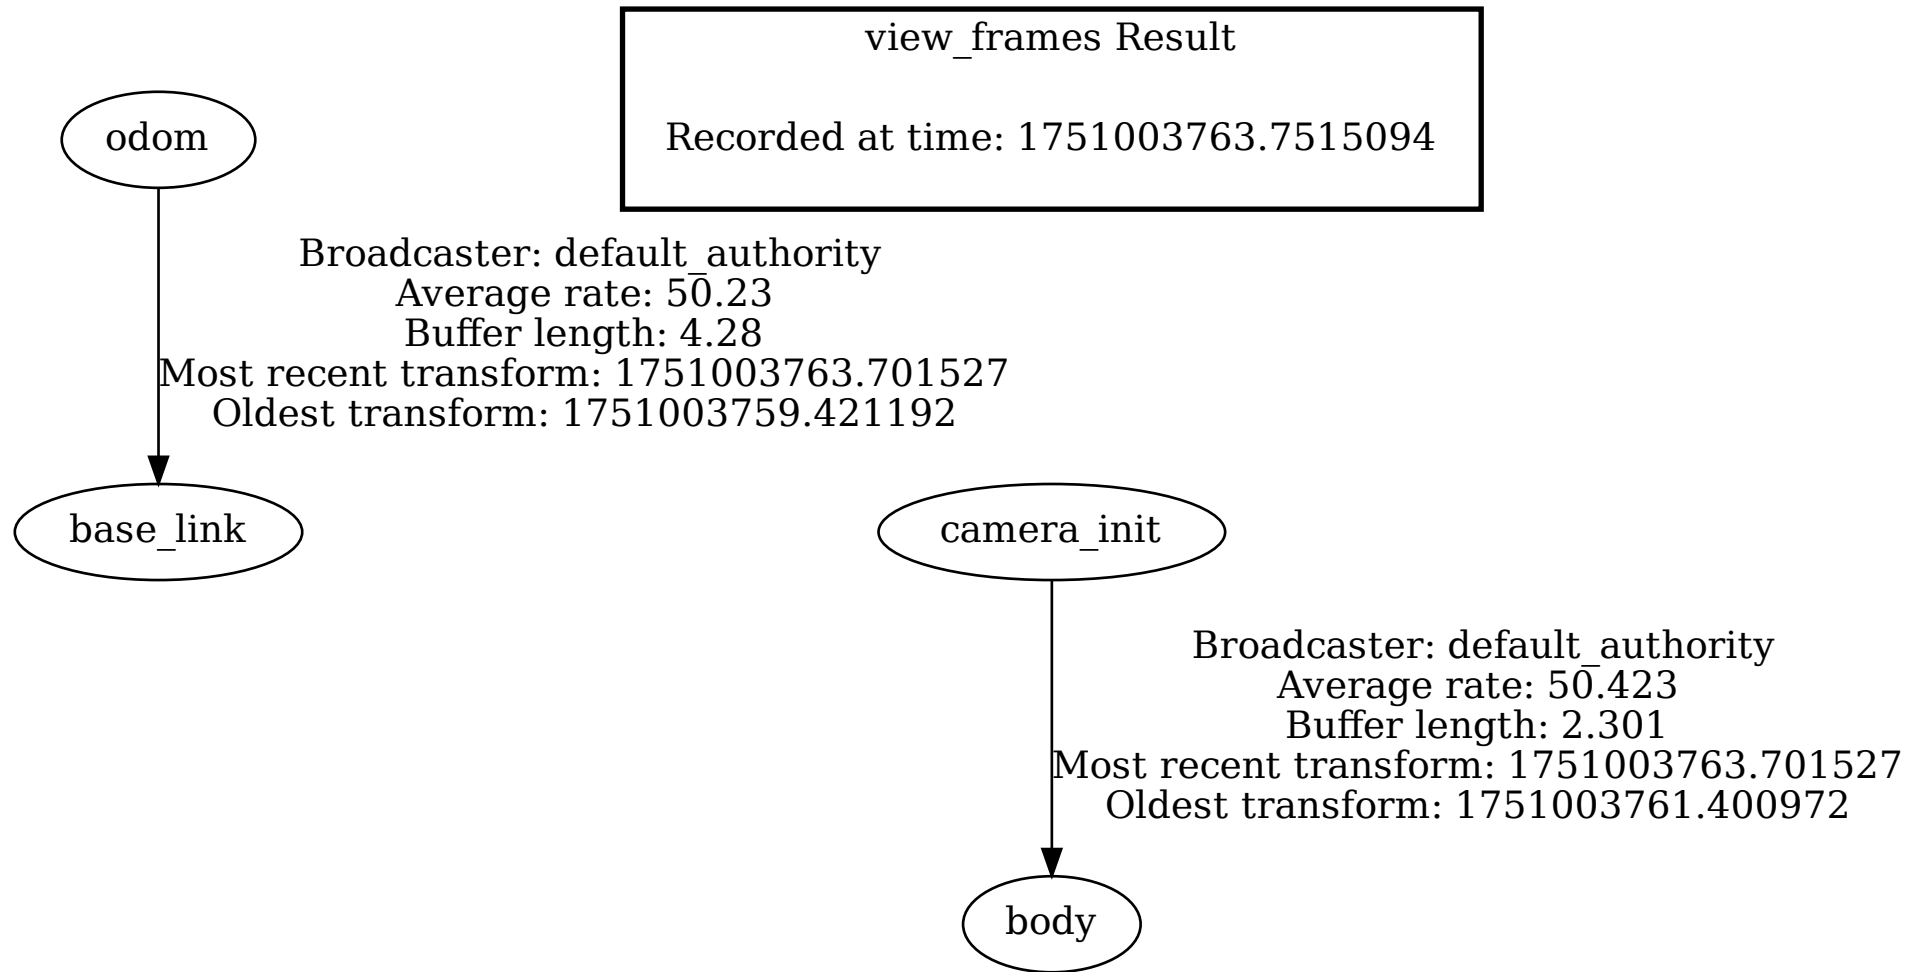 view_frames Result
Recorded at time: 1751003763.7515094
odom
Broadcaster: default_authority
Average rate: 50.23
Buffer length: 4.28
Most recent transform: 1751003763.701527
Oldest transform: 1751003759.421192
base_link
camera_init
Broadcaster: default_authority
Average rate: 50.423
Buffer length: 2.301
Most recent transform: 1751003763.701527
Oldest transform: 1751003761.400972
body